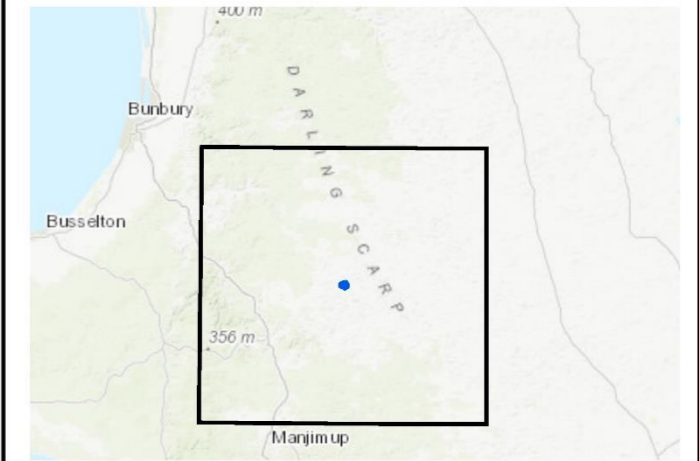 400 m
DARLING SCARP
Bunbury
Busselton
356 m
Manjimup